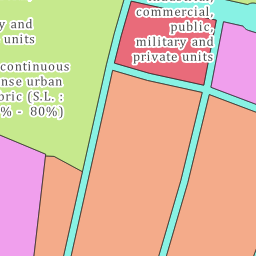 commercial,
public,
military and
private units
y and
units
continuous
nse urban
bric (S.L. :
% - 80%)